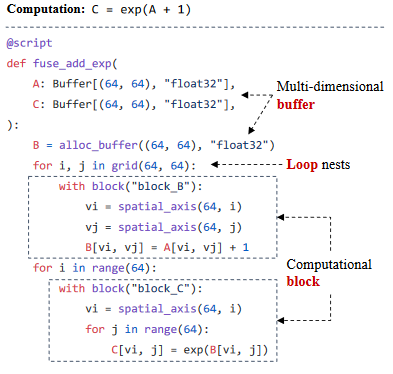 Computation: C = exp(A + 1)
@script
def fuse_add_exp(
A: Buffer[(64, 64), "float32"],
C: Buffer[(64, 64), "float32"],
):
Multi-dimensional
buffer
B = alloc_buffer((64, 64), "float32")
for i, j in grid(64, 64):
Loop nests
with block("block_B"):
vi = spatial_axis(64, i)
vj = spatial_axis(64, j)
B[vi, vj] = A[vi, vj] + 1
for i in range(64):
Computational
block
with block("block_C"):
vi = spatial_axis(64, i)
for j in range(64):
C[vi, j] = exp(B[vi, j])